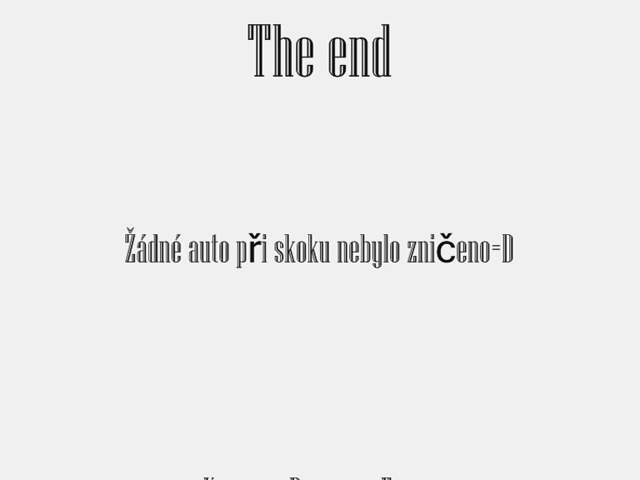 The end
Žádné auto při skoku nebylo zničeno=D